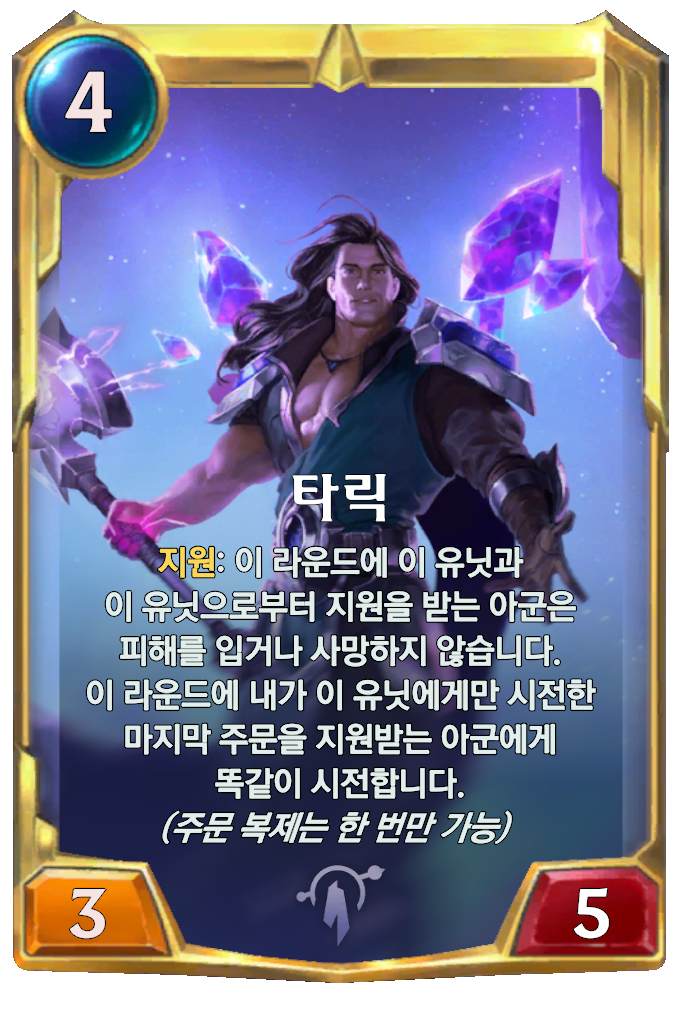 4
타릭
지원: 이 라운드에 이 유닛과
이 유닛으로부터 지원을 받는 아군은
피해를 입거나 사망하지 않습니다.
이 라운드에 내가 이 유닛에게만 시전한
마지막 주문을 지원받는 아군에게
똑같이 시전합니다.
(주문 복제는 한 번만 가능)
3
5